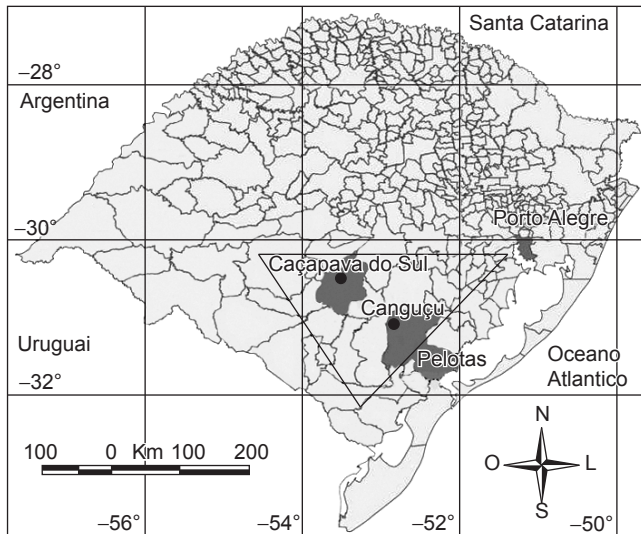 Santa Catarina
−28°
Argentina
−30°
Porto Alegre
Caçapava do Sul
Canguçu
Uruguai
Pelotas
Oceano
Atlantico
−32°
100 0 Km 100 200
N
O L
S
−56° −54° −52° −50°